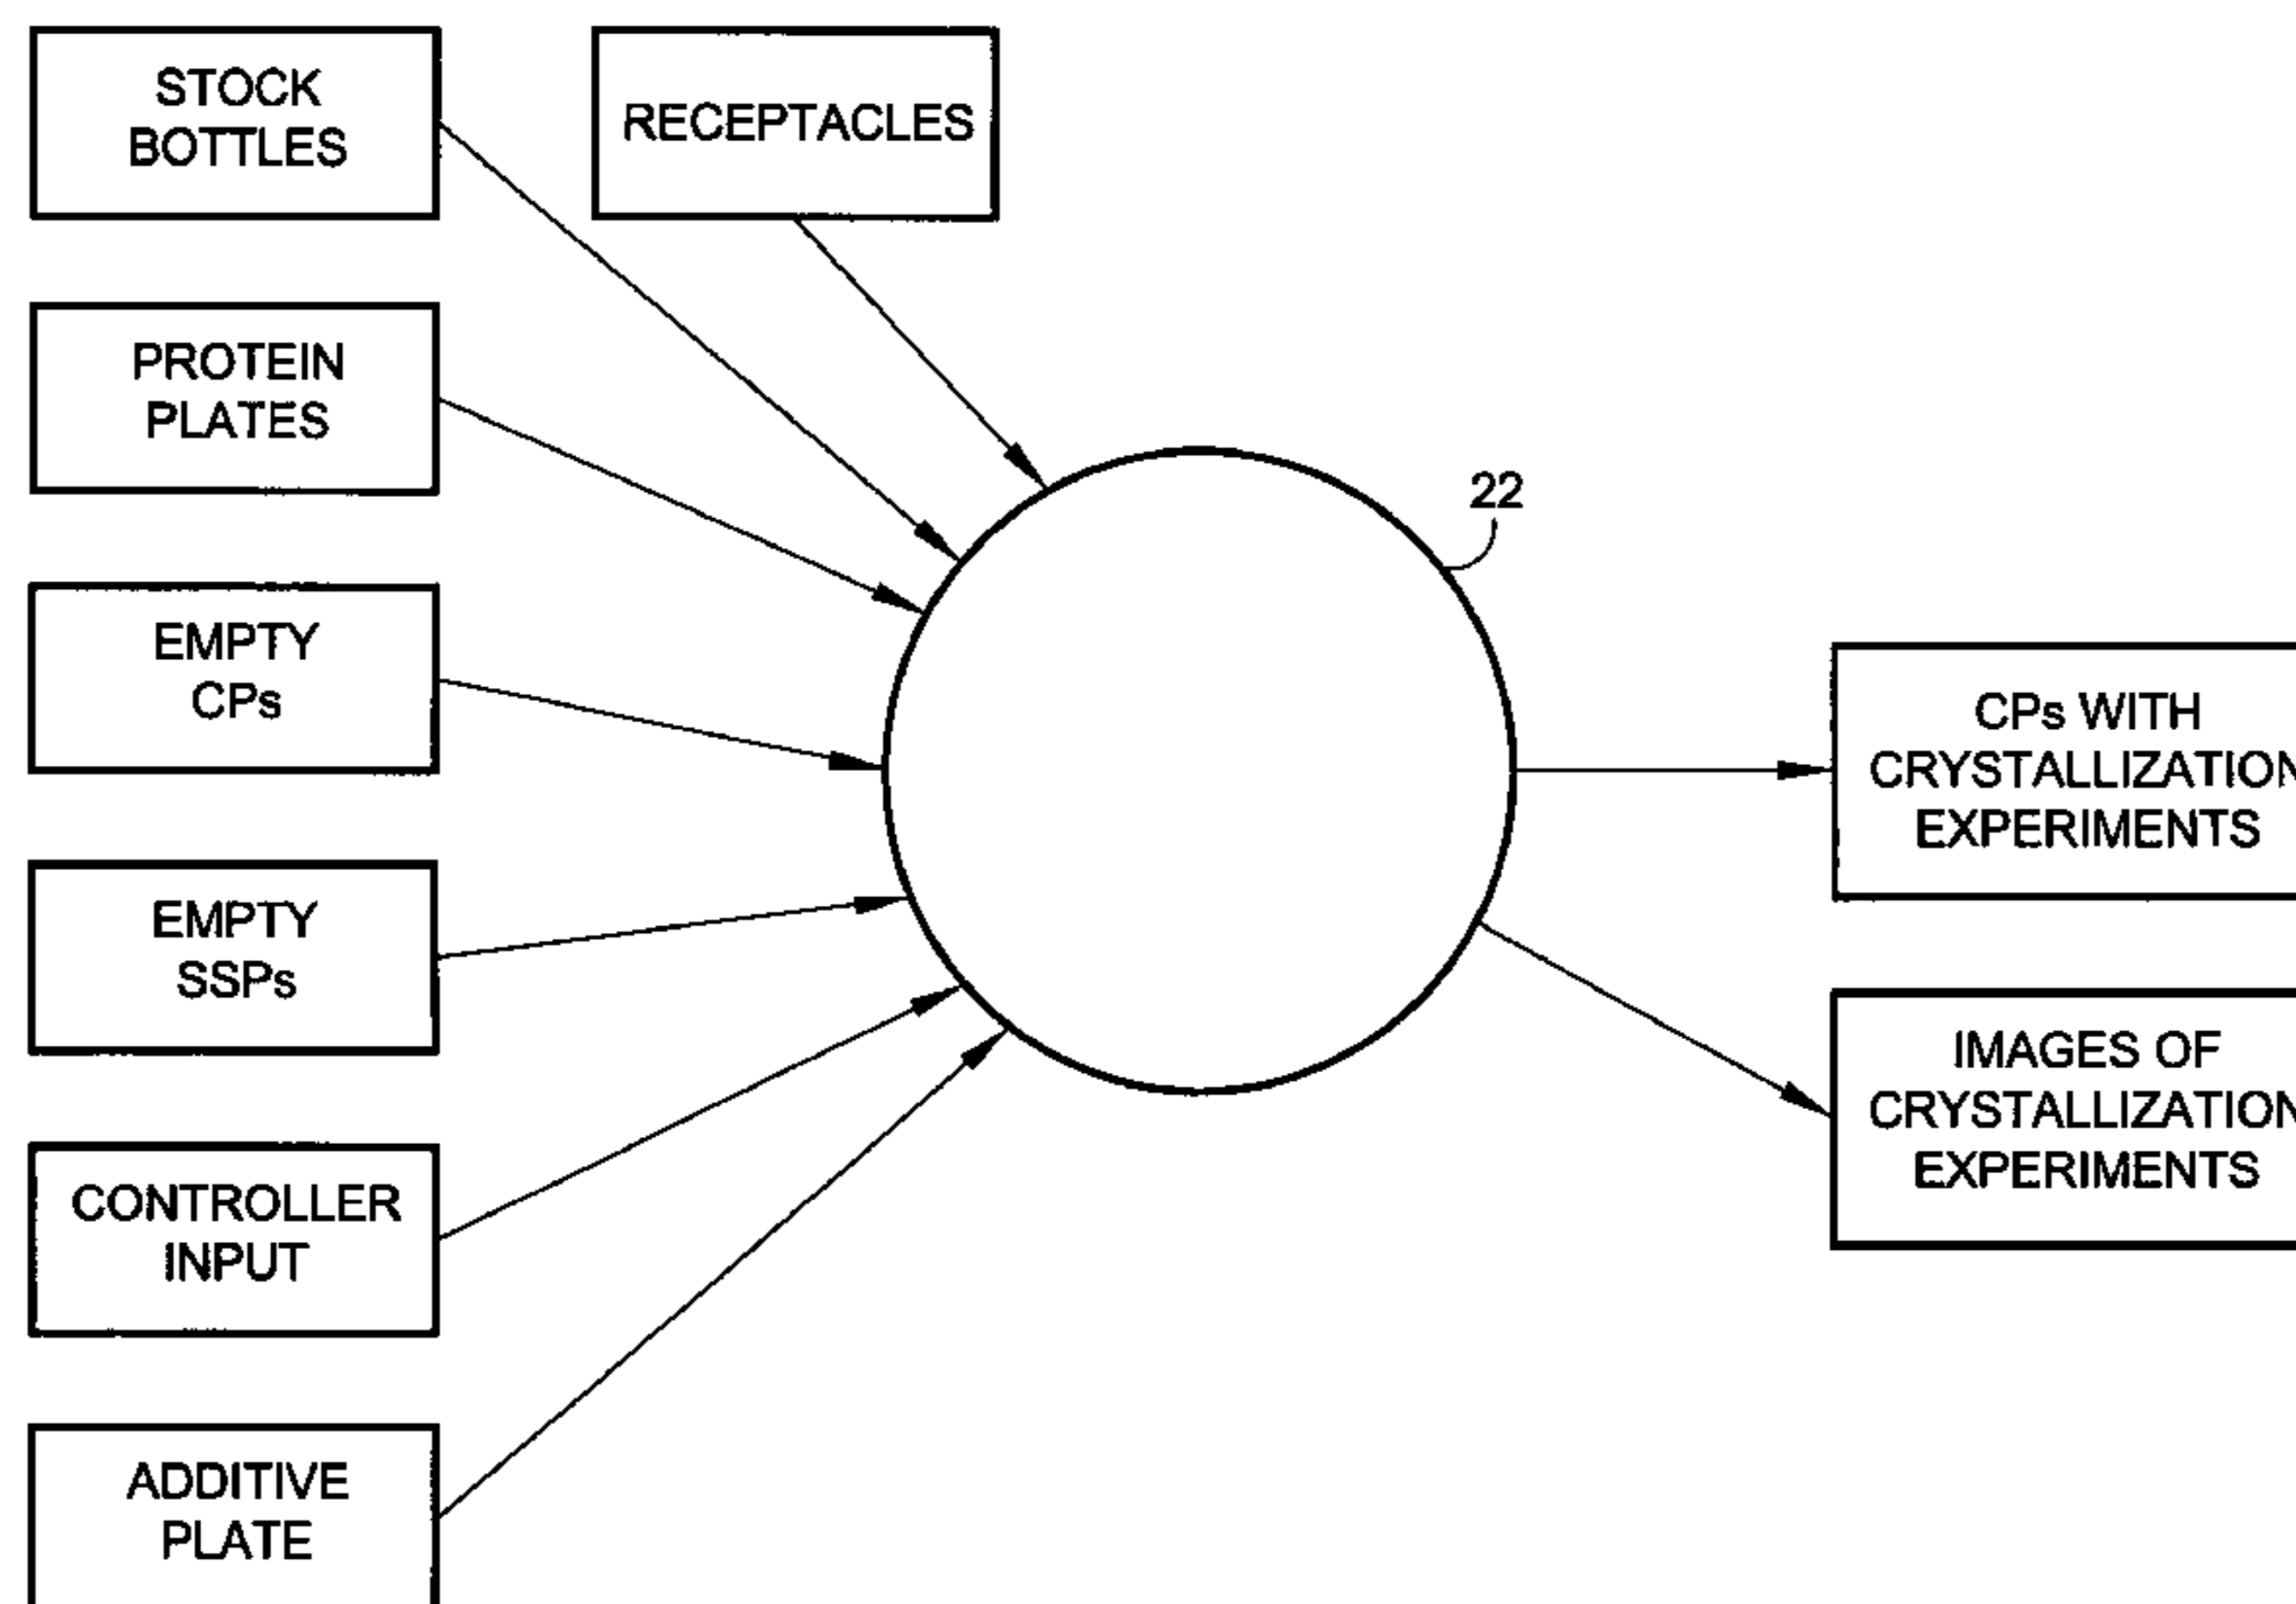 STOCK
BOTTLES
RECEPTACLES
PROTEIN
PLATES
22
EMPTY
CPs
CPs WITH
CRYSTALLIZATION
EXPERIMENTS
EMPTY
SSPs
IMAGES OF
CRYSTALLIZATION
EXPERIMENTS
CONTROLLER
INPUT
ADDITIVE
PLATE